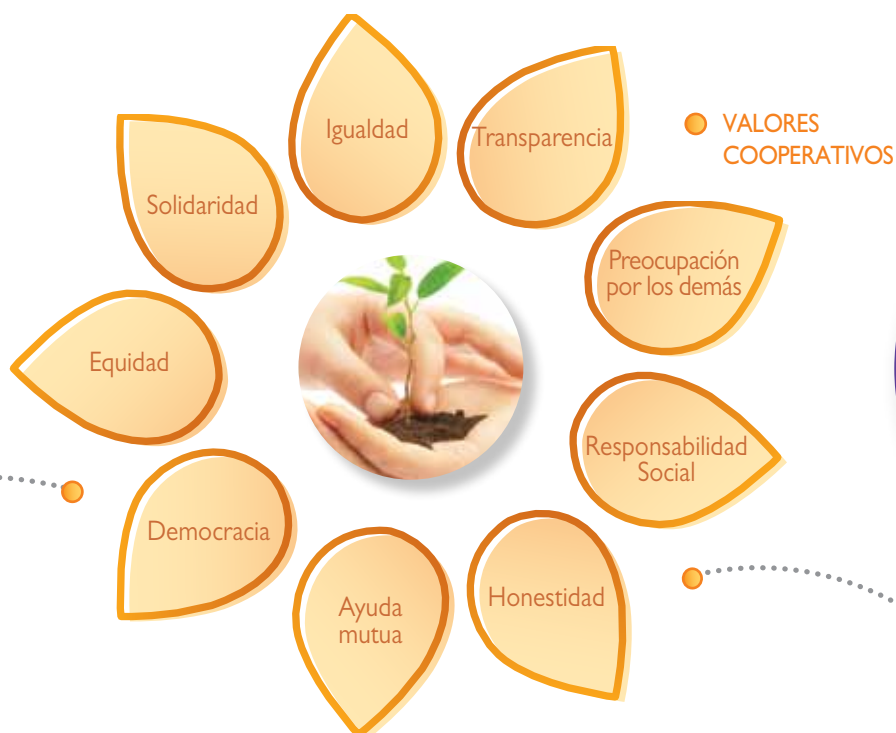 VALORES
COOPERATIVOS
Igualdad
Transparencia
Preocupación
por los demás
Responsabilidad
Social
Honestidad
Ayuda
mutua
Democracia
Equidad
Solidaridad